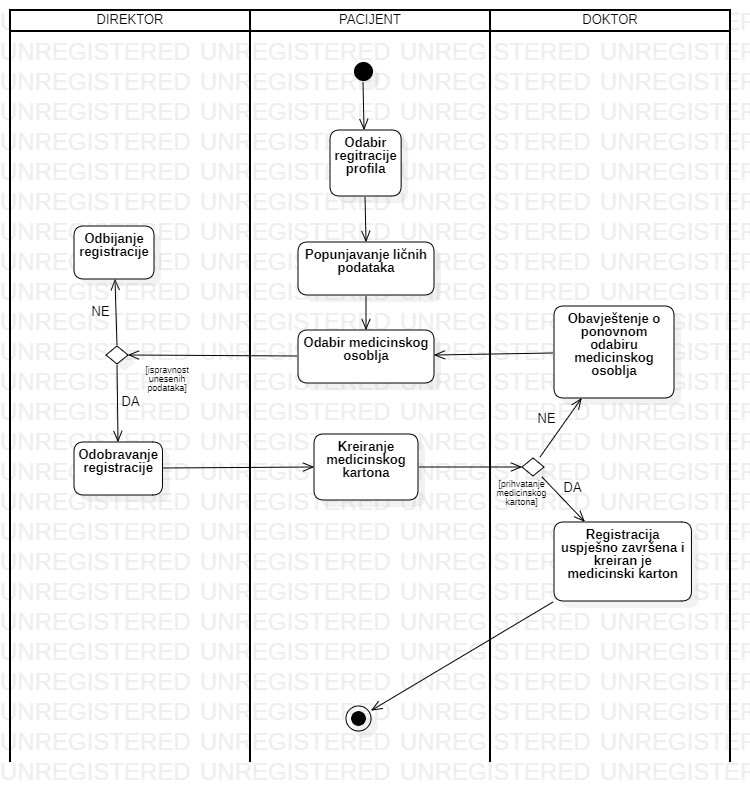 DIREKTOR
PACIJENT
DOKTOR
Odabir
regitracije
profila
Odbijanje
registracije
Popunjavanje ličnih
podataka
NE
Odabir medicinskog
osoblja
Obavještenje o
ponovnom
odabiru
medicinskog
osoblja
[ispravnost
unesenih
podataka]
DA
Odobravanje
registracije
Kreiranje
medicinskog
kartona
NE
[prihvatanje
medicinskog
kartona]
DA
Registracija
uspješno završena i
kreiran je
medicinski karton
UNREGISTERED UNREGISTERED UNREGISTERED UNREGISTERED